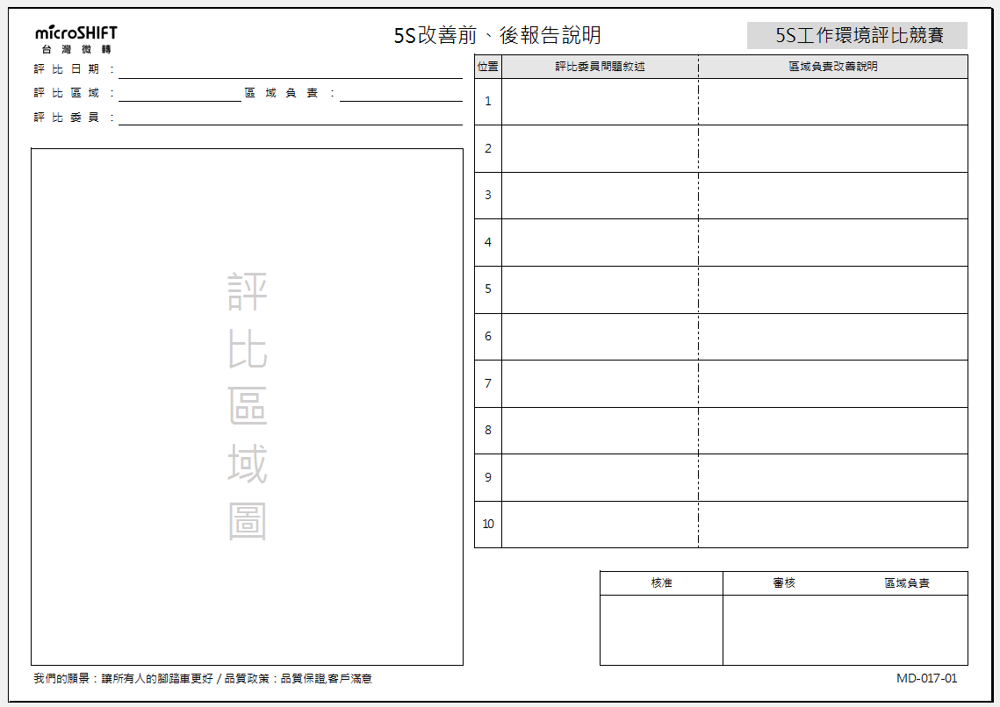 microSHIFT
台灣微轉
5S改善前、後報告說明
5S工作環境評比競賽
評比日期：
評比區域：
區域負責：
評比委員：
評比區域圖
位置 評比委員問題敘述 區域負責改善說明
1
2
3
4
5
6
7
8
9
10
核准 審核 區域負責
我們的願景：讓所有人的腳踏車更好 / 品質政策：品質保證,客戶滿意
MD-017-01